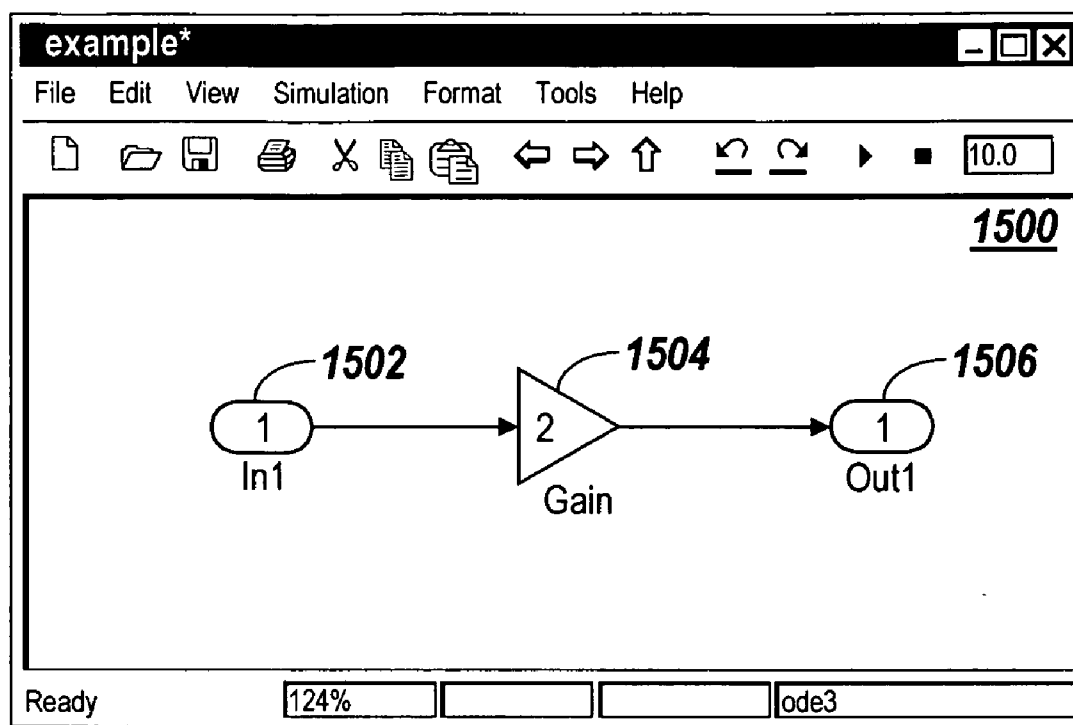 example*
File Edit View Simulation Format Tools Help
10.0
1500
1502 1504 1506
1 2 1
In1 Gain Out1
Ready 124% ode3